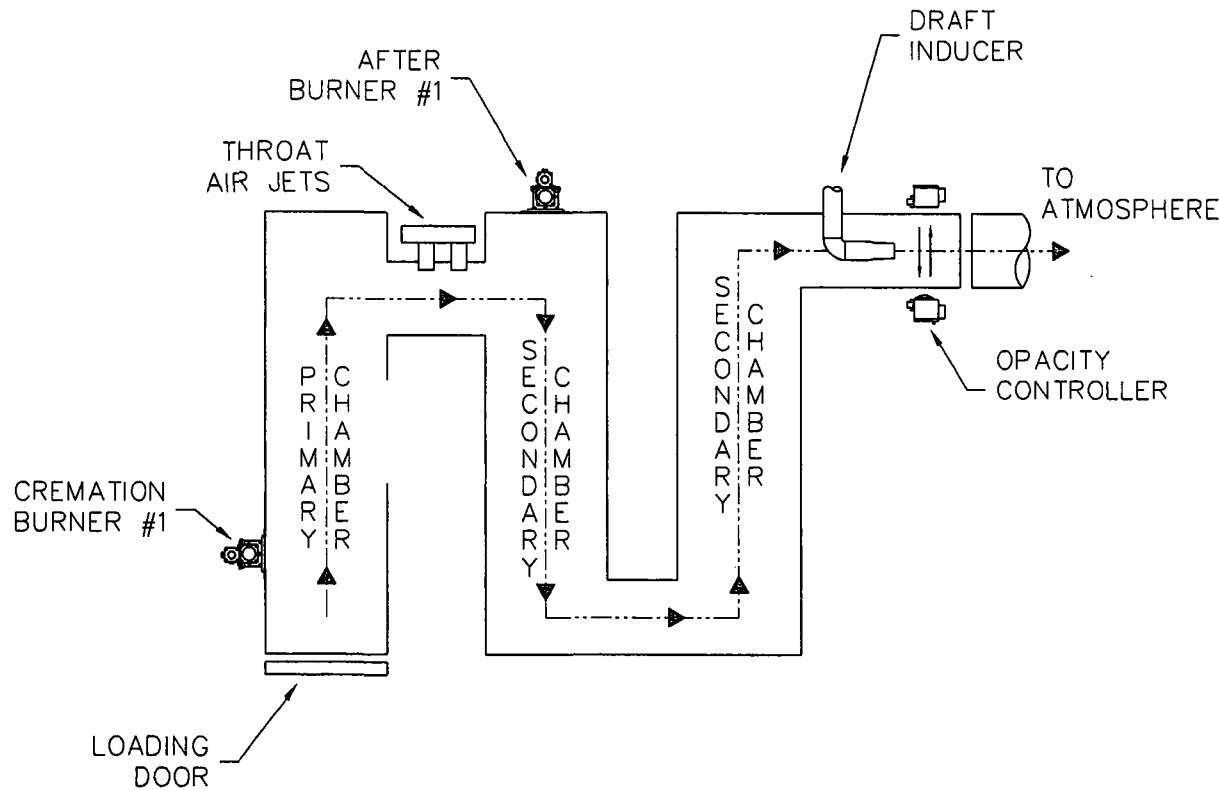 DRAFT
INDUCER
AFTER
BURNER #1
THROAT
AIR JETS
TO
ATMOSPHERE
OPACITY
CONTROLLER
PRIMARY
CHAMBER
SECONDARY
CHAMBER
SECONDARY
CHAMBER
CREMATION
BURNER #1
LOADING
DOOR